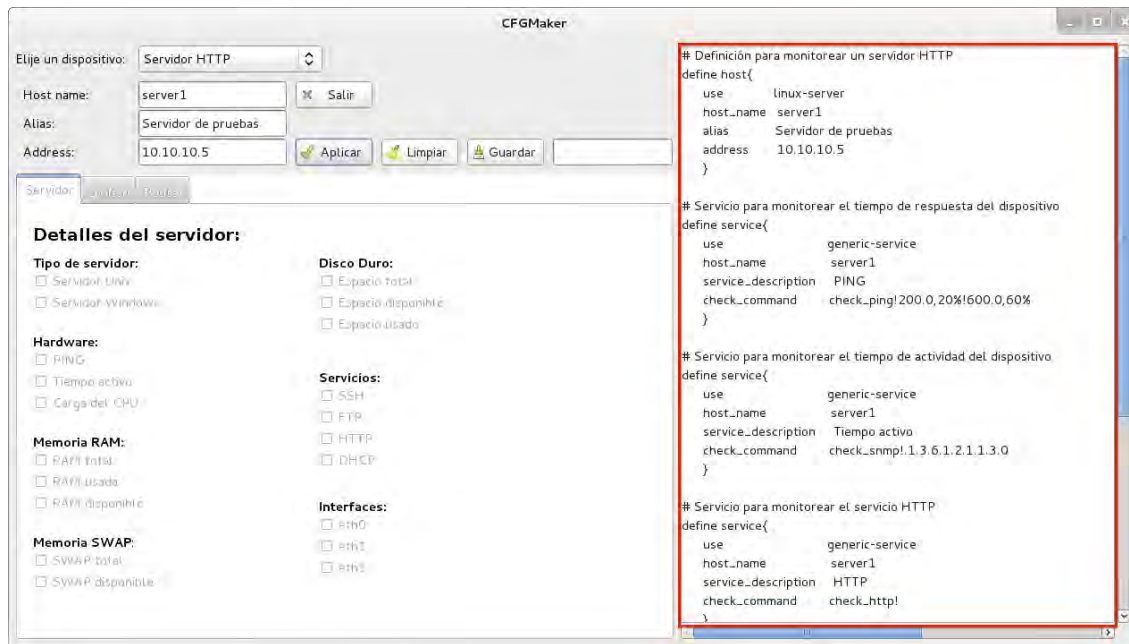 CFGMaker
Elije un dispositivo: Servidor HTTP
Host name: server1 Salir
Alias: Servidor de pruebas
Address: 10.10.10.5 Aplicar Limpiar Guardar
Servidor
Detalles del servidor:
Tipo de servidor:
Servidor Unix
Servidor Windows
Hardware:
PING
Tiempo activo
Carga del CPU
Memoria RAM:
RAM total
RAM usada
RAM disponible
Memoria SWAP:
SWAP total
SWAP disponible
Disco Duro:
Espacio total
Espacio disponible
Espacio usado
Servicios:
SSH
FTP
HTTP
DHCP
Interfaces:
eth0
# Definición para monitorear un servidor HTTP
define host{
use linux-server
host_name server1
alias Servidor de pruebas
address 10.10.10.5
}
# Servicio para monitorear el tiempo de respuesta del dispositivo
define service{
use generic-service
host_name server1
service_description PING
check_command check_ping!200.0,20%!600.0,60%
}
# Servicio para monitorear el tiempo de actividad del dispositivo
define service{
use generic-service
host_name server1
service_description Tiempo activo
check_command check_snmp!.1.3.6.1.2.1.1.3.0
}
# Servicio para monitorear el servicio HTTP
define service{
use generic-service
host_name server1
service_description HTTP
check_command check_http!
}